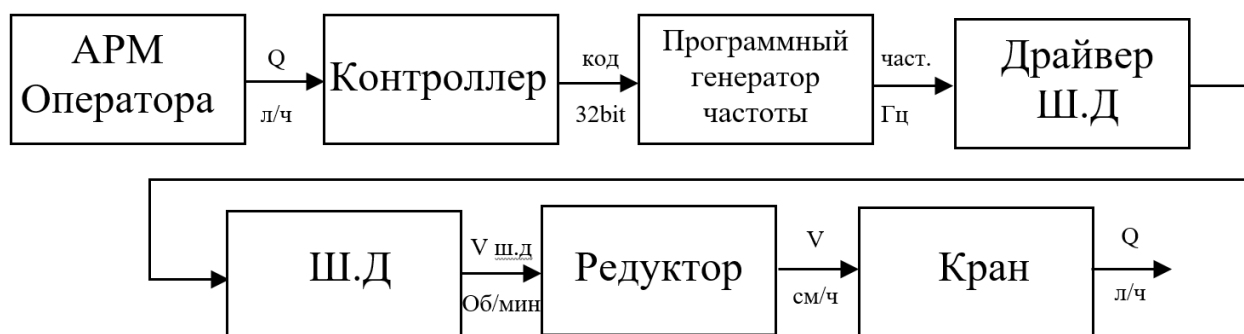 АРМ
Оператора
Q
л/ч
Контроллер
код
32bit
Программный
генератор
частоты
част.
Гц
Драйвер
Ш.Д
Ш.Д
V ш.д
Об/мин
Редуктор
V
см/ч
Кран
Q
л/ч